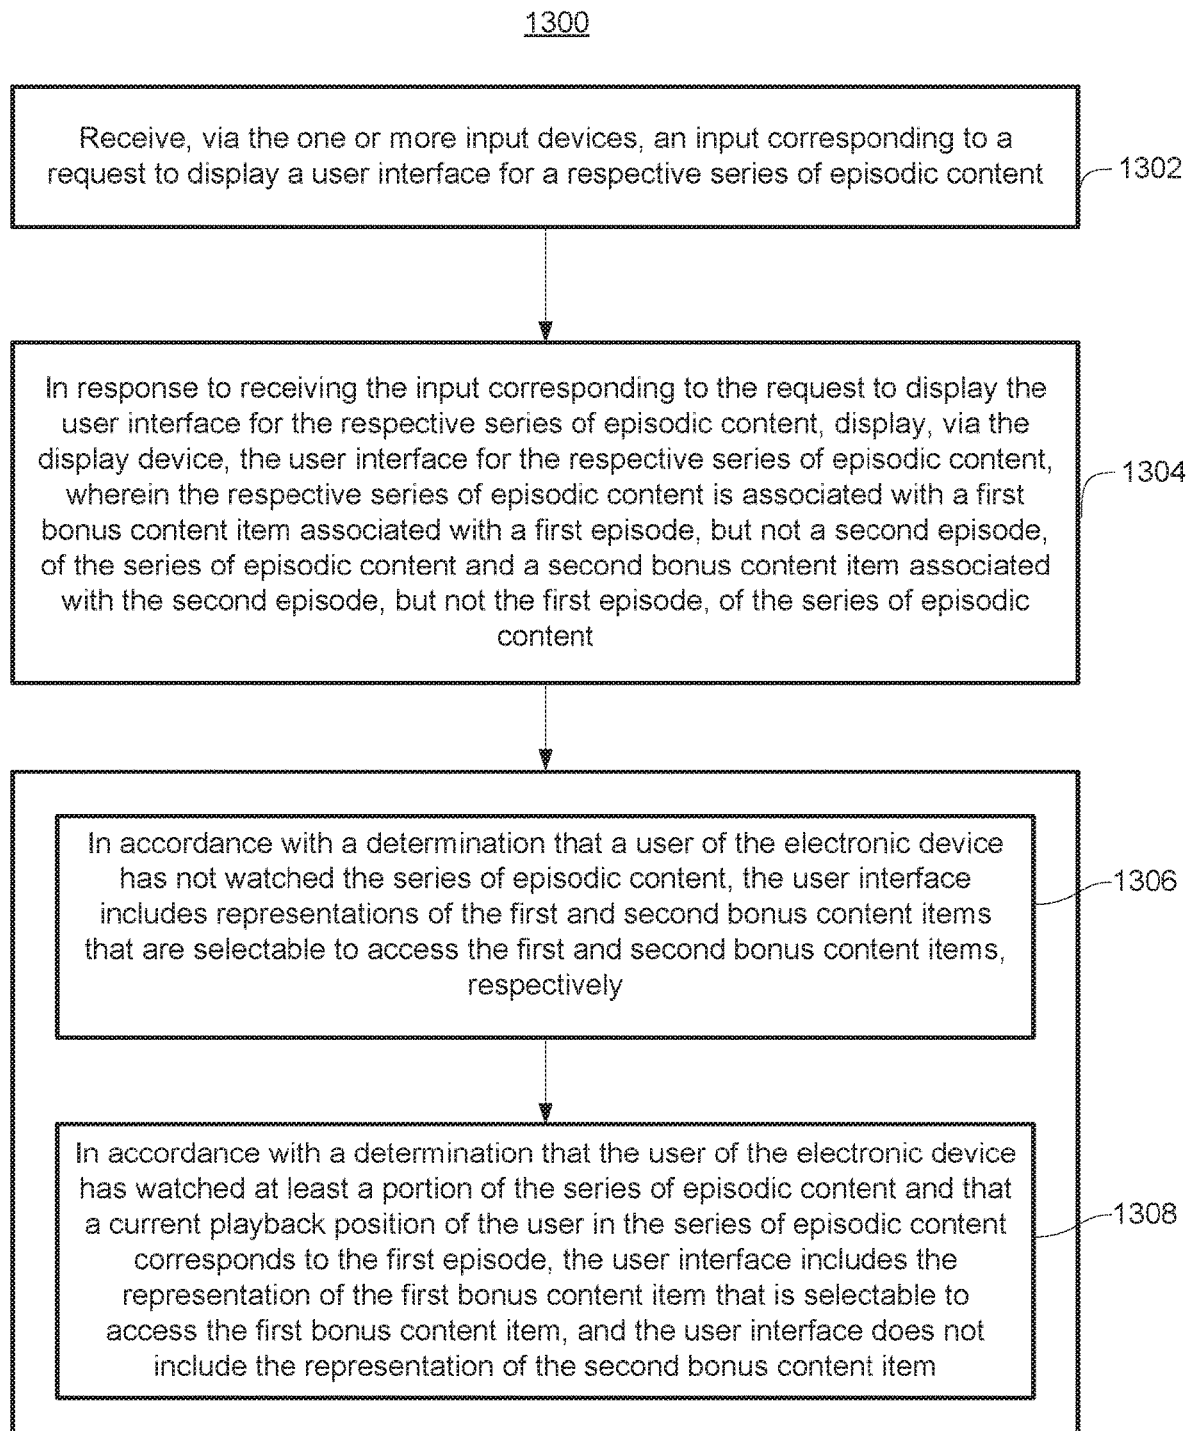 1300
Receive, via the one or more input devices, an input corresponding to a
request to display a user interface for a respective series of episodic content
1302
In response to receiving the input corresponding to the request to display the
user interface for the respective series of episodic content, display, via the
display device, the user interface for the respective series of episodic content,
wherein the respective series of episodic content is associated with a first
bonus content item associated with a first episode, but not a second episode,
of the series of episodic content and a second bonus content item associated
with the second episode, but not the first episode, of the series of episodic
content
1304
In accordance with a determination that a user of the electronic device
has not watched the series of episodic content, the user interface
includes representations of the first and second bonus content items
that are selectable to access the first and second bonus content items,
respectively
1306
In accordance with a determination that the user of the electronic device
has watched at least a portion of the series of episodic content and that
a current playback position of the user in the series of episodic content
corresponds to the first episode, the user interface includes the
representation of the first bonus content item that is selectable to
access the first bonus content item, and the user interface does not
include the representation of the second bonus content item
1308